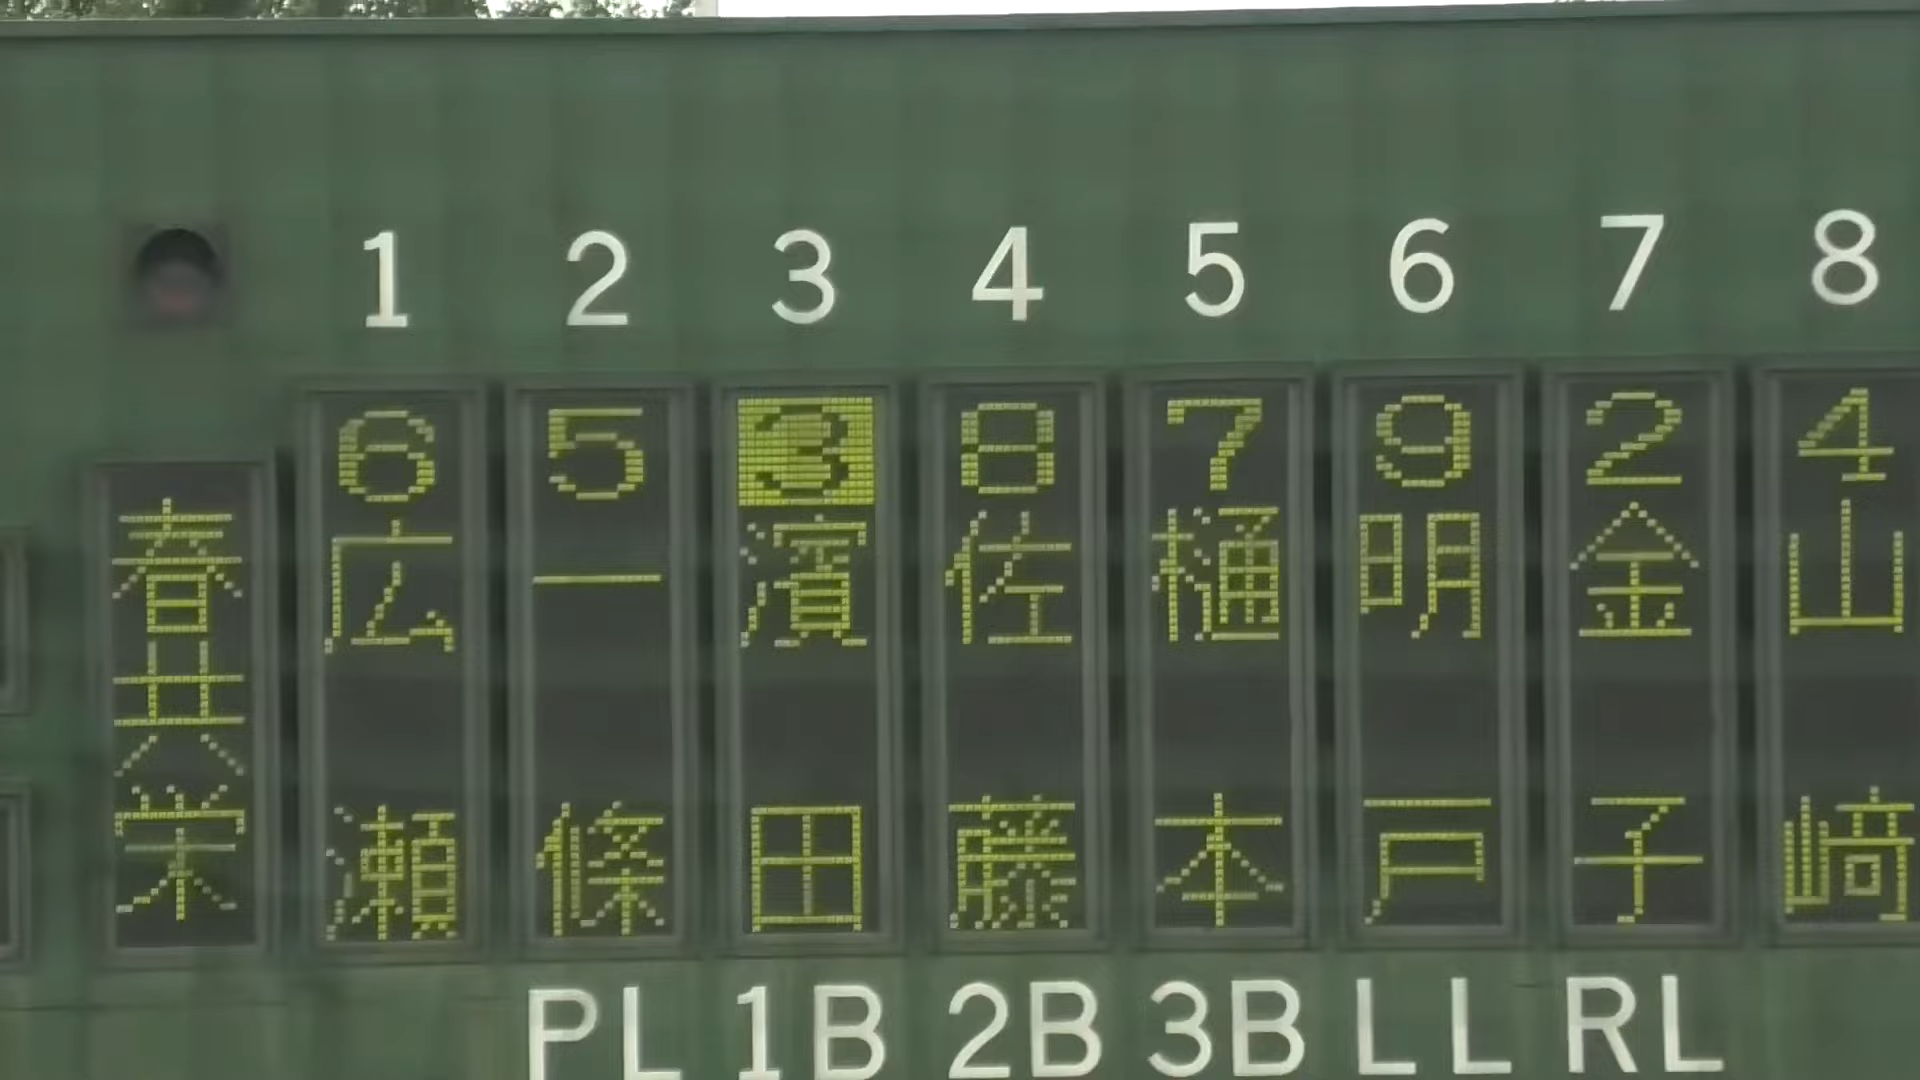 1 2 3 4 5 6 7 8
春日共栄
6 広瀬
5 一條
3 濱田
8 佐藤
7 樋本
9 明戸
2 金子
4 山﨑
PL 1B 2B 3B LL RL